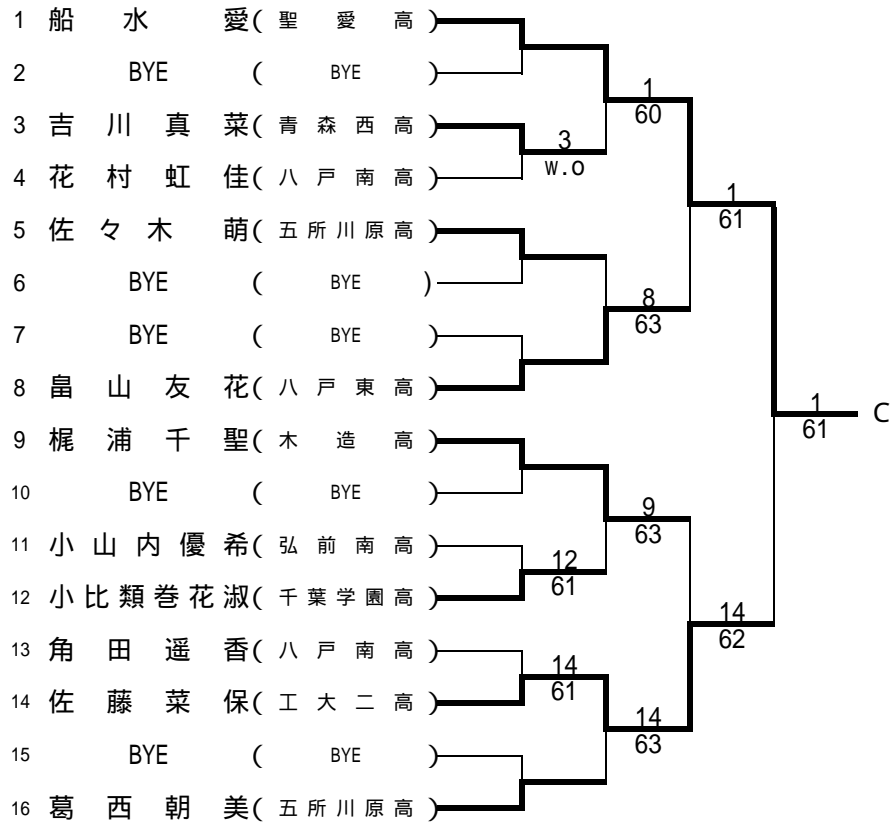 1 船水 愛(聖愛高)
2 BYE (BYE)
1
60
3 吉川真菜(青森西高)
3
w.o
4 花村虹佳(八戸南高)
1
61
5 佐々木 萌(五所川原高)
6 BYE (BYE)
8
63
7 BYE (BYE)
8 畠山友花(八戸東高)
1
61
C
9 梶浦千聖(木造高)
10 BYE (BYE)
9
63
11 小山内優希(弘前南高)
12
61
12 小比類巻花淑(千葉学園高)
14
62
13 角田遥香(八戸南高)
14
61
14 佐藤菜保(工大二高)
14
63
15 BYE (BYE)
16 葛西朝美(五所川原高)